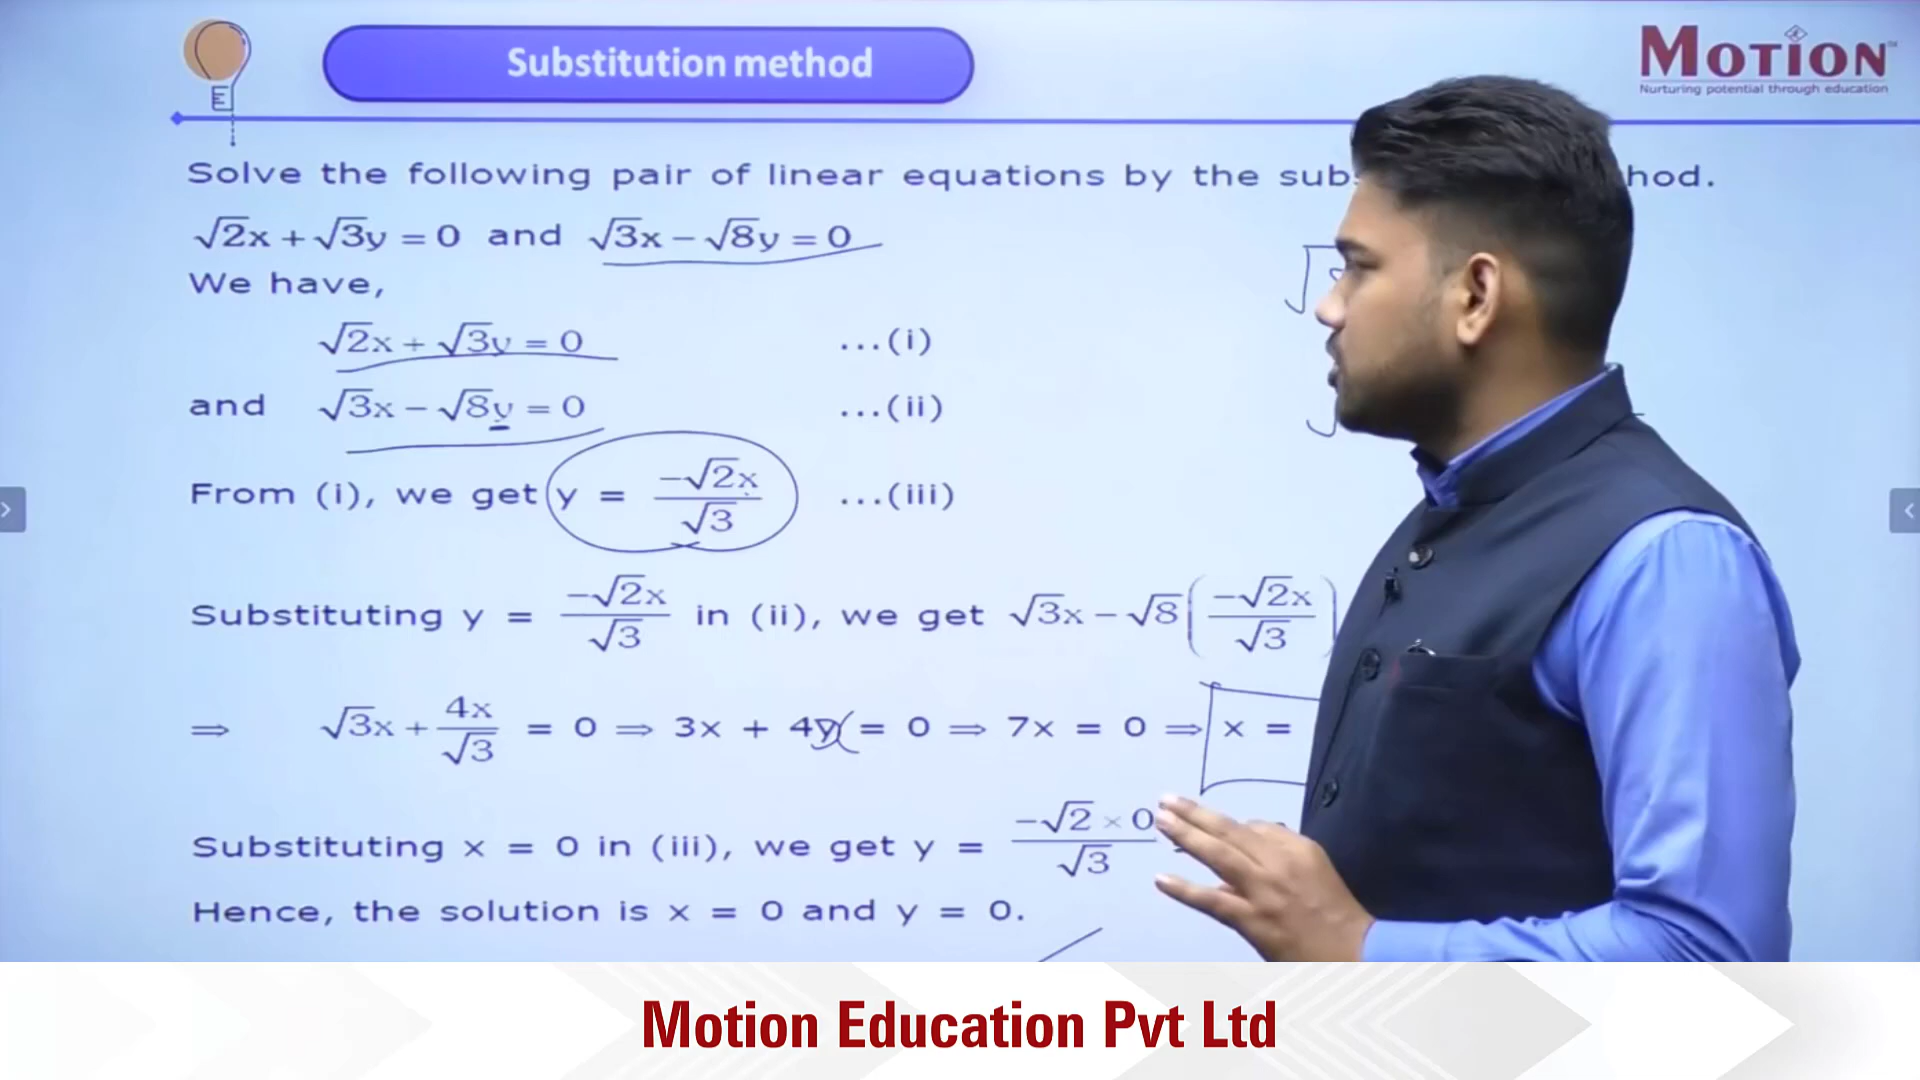 Substitution method
MOTION
Nurturing potential through education
Solve the following pair of linear equations by the
√2x + √3y = 0 and √3x − √8y = 0
We have,
√2x + √3y = 0 ...(i)
and √3x − √8y = 0 ...(ii)
From (i), we get y = −√2x/√3 ...(iii)
Substituting y = −√2x/√3 in (ii), we get √3x − √8(−√2x/√3)
⇒ √3x + 4x/√3 = 0 ⇒ 3x + 4x = 0 ⇒ 7x = 0 ⇒ x =
Substituting x = 0 in (iii), we get y = −√2 × 0/√3
Hence, the solution is x = 0 and y = 0.
Motion Education Pvt Ltd